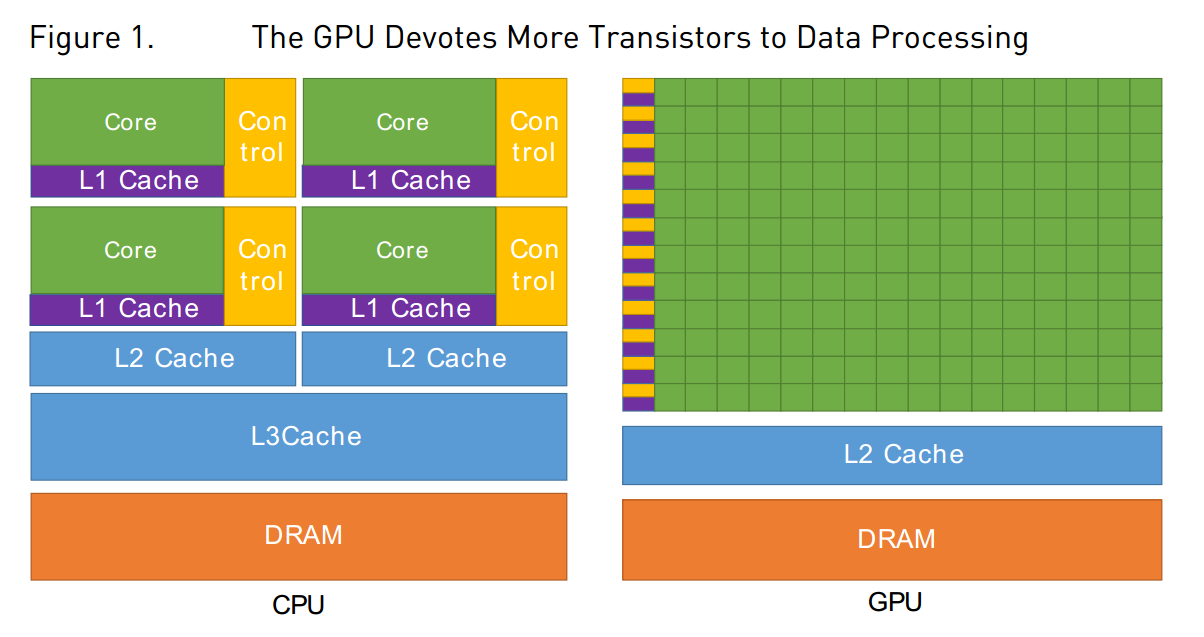 Figure 1. The GPU Devotes More Transistors to Data Processing
Core
Con
trol
L1 Cache
Core
Con
trol
L1 Cache
Core
Con
trol
L1 Cache
Core
Con
trol
L1 Cache
L2 Cache
L2 Cache
L3Cache
DRAM
CPU
L2 Cache
DRAM
GPU